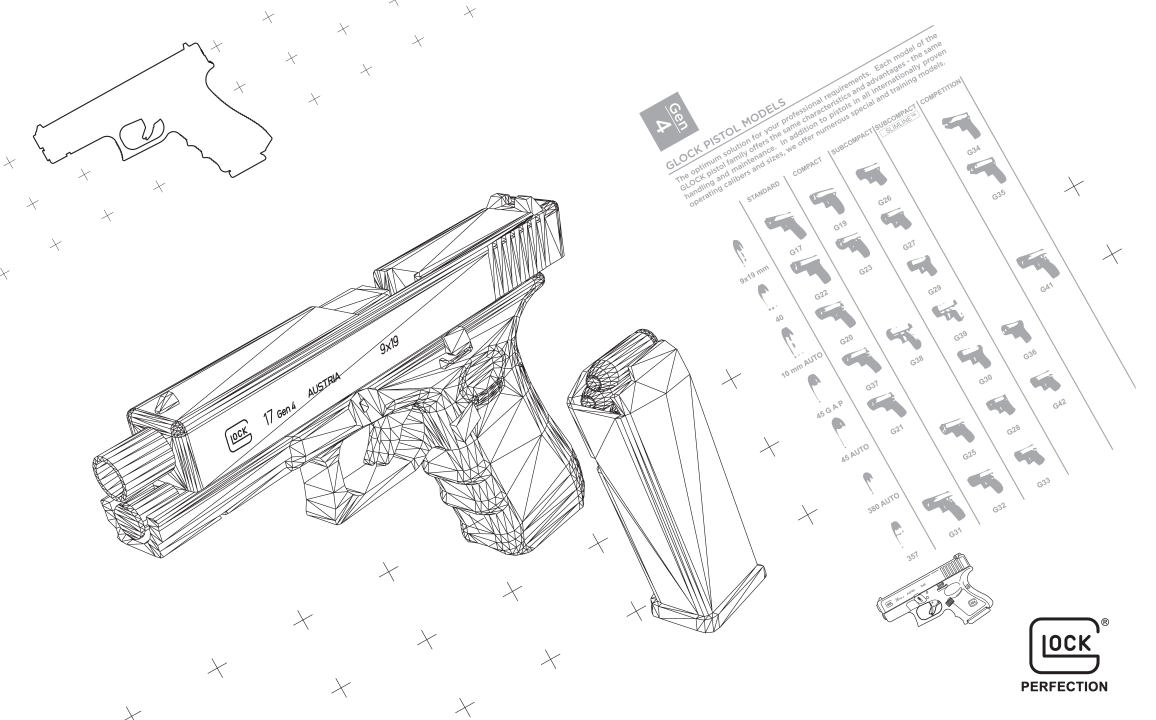 Gen
4
GLOCK PISTOL MODELS
The optimum solution for your professional requirements. Each model of the
GLOCK pistol family offers the same characteristics and advantages - the same
handling and maintenance. In addition to pistols in all internationally proven
operating calibers and sizes, we offer numerous special and training models.
STANDARD
COMPACT
SUBCOMPACT
SUBCOMPACT
SLIMLINE™
COMPETITION
9x19 mm
G17
G19
G26
G34
40
G22
G23
G27
G35
10 mm AUTO
G20
G29
45 G A P
G37
G38
G39
45 AUTO
G21
G30
G36
G41
380 AUTO
G25
G28
G42
357
G31
G32
G33
9x19
AUSTRIA
17 Gen 4
GLOCK
GLOCK®
PERFECTION